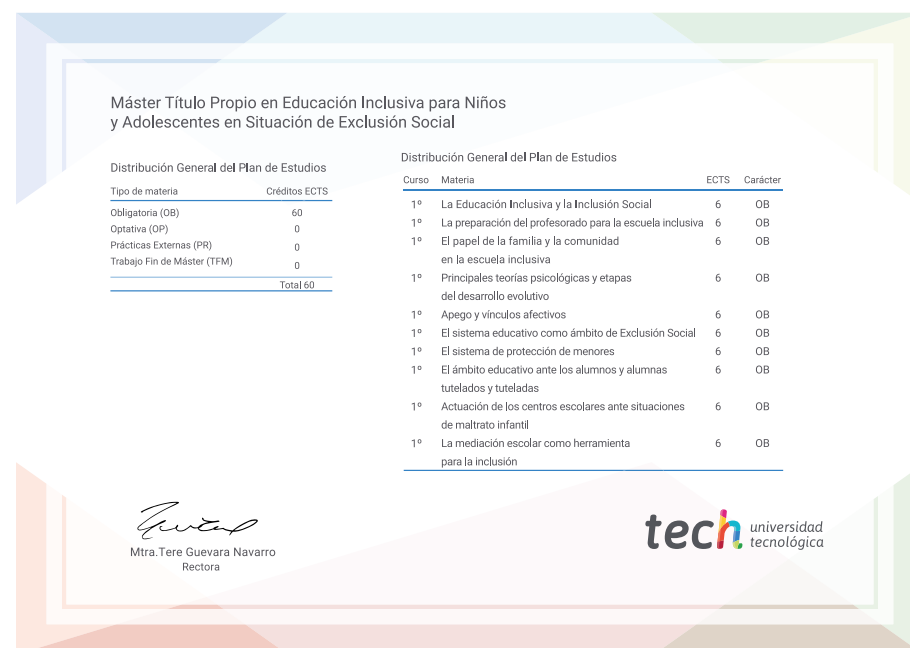 Máster Título Propio en Educación Inclusiva para Niños
y Adolescentes en Situación de Exclusión Social
Distribución General del Plan de Estudios
Tipo de materia Créditos ECTS
Obligatoria (OB) 60
Optativa (OP) 0
Prácticas Externas (PR) 0
Trabajo Fin de Máster (TFM) 0
Total 60
Distribución General del Plan de Estudios
Curso Materia ECTS Carácter
1º La Educación Inclusiva y la Inclusión Social 6 OB
1º La preparación del profesorado para la escuela inclusiva 6 OB
1º El papel de la familia y la comunidad 6 OB
en la escuela inclusiva
1º Principales teorías psicológicas y etapas 6 OB
del desarrollo evolutivo
1º Apego y vínculos afectivos 6 OB
1º El sistema educativo como ámbito de Exclusión Social 6 OB
1º El sistema de protección de menores 6 OB
1º El ámbito educativo ante los alumnos y alumnas 6 OB
tutelados y tuteladas
1º Actuación de los centros escolares ante situaciones 6 OB
de maltrato infantil
1º La mediación escolar como herramienta 6 OB
para la inclusión
Mtra.Tere Guevara Navarro
Rectora
tech universidad
tecnológica